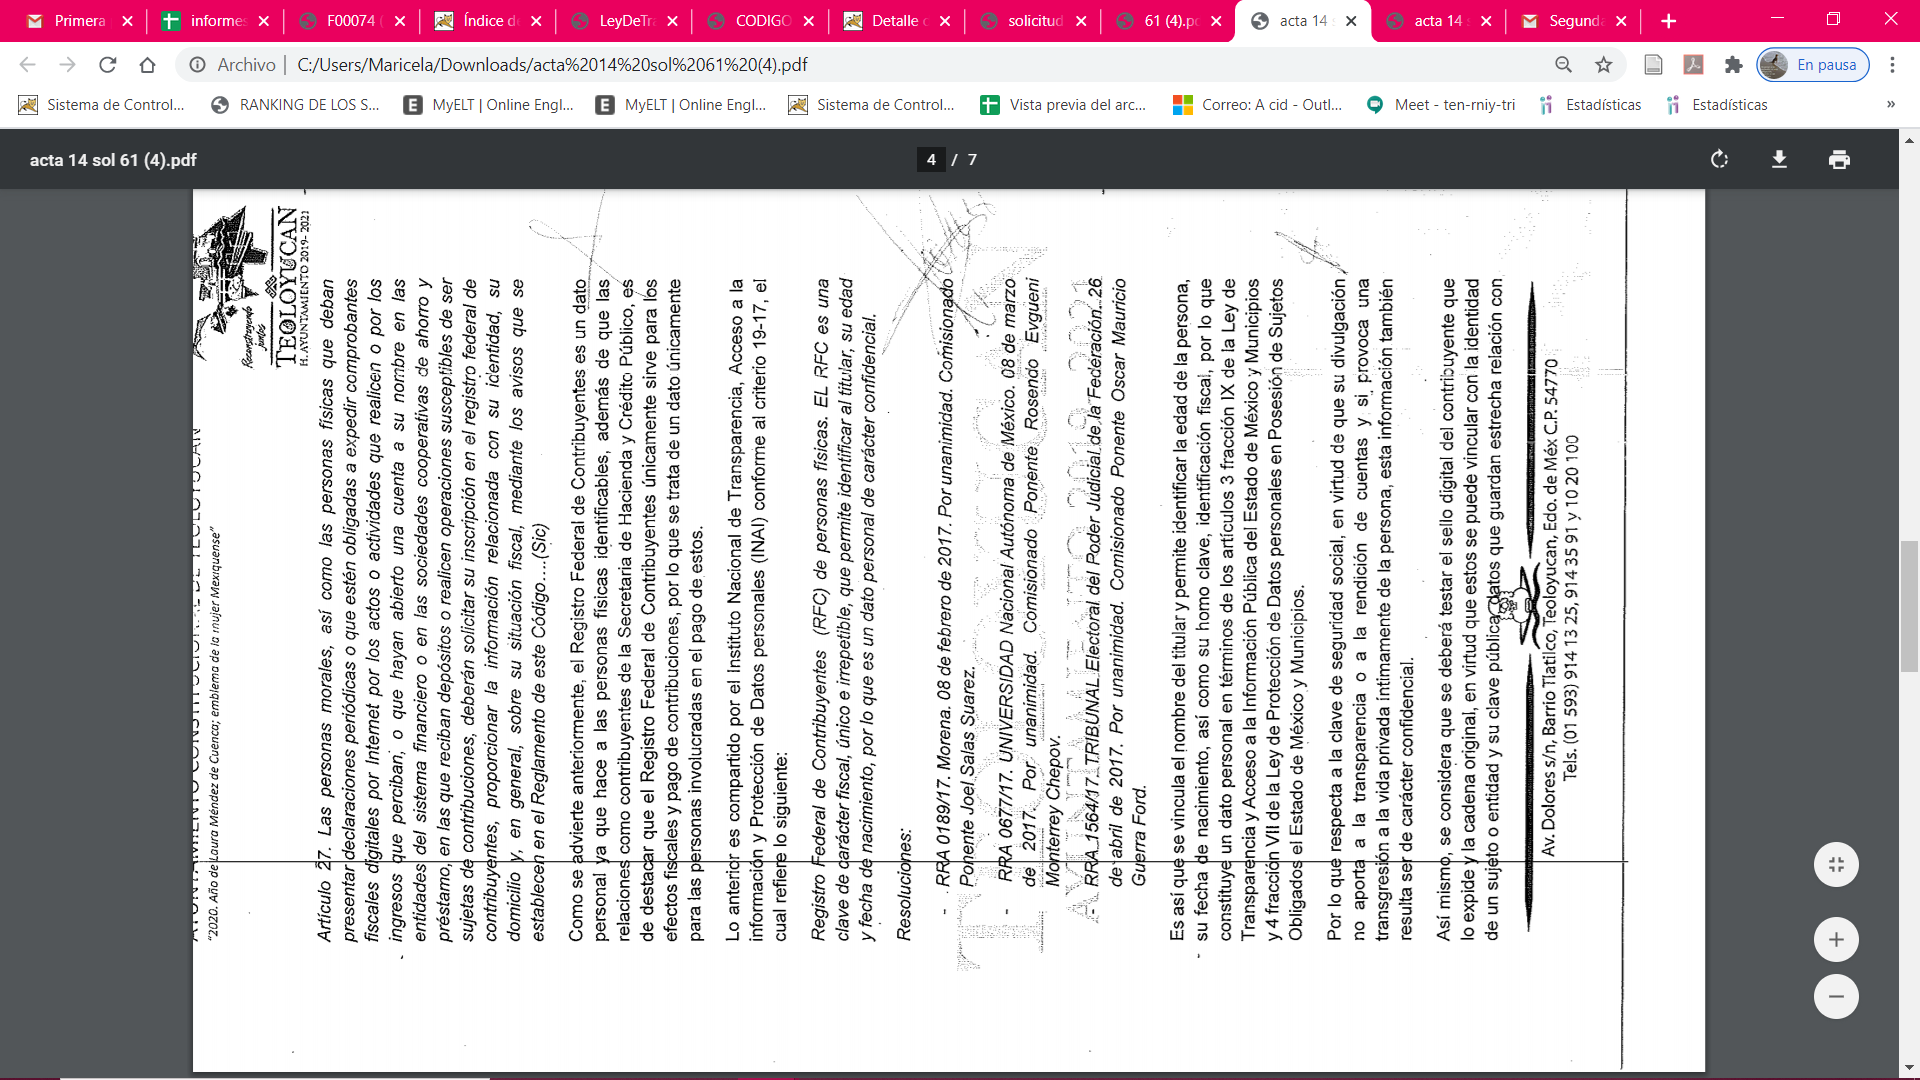 Primera
informes
F00074 (
Índice de
LeyDeTra
CODIGO
Detalle d
solicitud
61 (4).pd
acta 14 s
acta 14 s
Segunda
Archivo | C:/Users/Maricela/Downloads/acta%2014%20sol%2061%20(4).pdf
En pausa
Sistema de Control...
RANKING DE LOS S...
MyELT | Online Engl...
MyELT | Online Engl...
Sistema de Control...
Vista previa del arc...
Correo: A cid - Outl...
Meet - ten-rniy-tri
Estadísticas
Estadísticas
»
acta 14 sol 61 (4).pdf
4 / 7
Reconstruyendo
juntos
TEOLOYUCAN
H. AYUNTAMIENTO 2019-2021
AYUNTAMIENTO CONSTITUCIONAL DE TEOLOYUCAN
"2020. Año de Laura Méndez de Cuenca; emblema de la mujer Mexiquense"
Artículo 27. Las personas morales, así como las personas físicas que deban
presentar declaraciones periódicas o que estén obligadas a expedir comprobantes
fiscales digitales por Internet por los actos o actividades que realicen o por los
ingresos que perciban, o que hayan abierto una cuenta a su nombre en las
entidades del sistema financiero o en las sociedades cooperativas de ahorro y
préstamo, en las que reciban depósitos o realicen operaciones susceptibles de ser
sujetas de contribuciones, deberán solicitar su inscripción en el registro federal de
contribuyentes, proporcionar la información relacionada con su identidad, su
domicilio y, en general, sobre su situación fiscal, mediante los avisos que se
establecen en el Reglamento de este Código....(Sic)
Como se advierte anteriormente, el Registro Federal de Contribuyentes es un dato
personal ya que hace a las personas físicas identificables, además de que las
relaciones como contribuyentes de la Secretaría de Hacienda y Crédito Público, es
de destacar que el Registro Federal de Contribuyentes únicamente sirve para los
efectos fiscales y pago de contribuciones, por lo que se trata de un dato únicamente
para las personas involucradas en el pago de estos.
Lo anterior es compartido por el Instituto Nacional de Transparencia, Acceso a la
información y Protección de Datos personales (INAI) conforme al criterio 19-17, el
cual refiene lo siguiente:
Registro Federal de Contribuyentes (RFC) de personas físicas. EL RFC es una
clave de carácter fiscal, único e irrepetible, que permite identificar al titular, su edad
y fecha de nacimiento, por lo que es un dato personal de carácter confidencial.
Resoluciones:
- RRA 0189/17. Morena. 08 de febrero de 2017. Por unanimidad. Comisionado
Ponente Joel Salas Suarez.
- RRA 0677/17. UNIVERSIDAD Nacional Autónoma de México. 08 de marzo
de 2017. Por unanimidad. Comisionado Ponente Rosendo Evgueni
Monterrey Chepov.
- RRA 1564/17. TRIBUNAL Electoral del Poder Judicial de la Federación. 26
de abril de 2017. Por unanimidad. Comisionado Ponente Oscar Mauricio
Guerra Ford.
TEOLOYUCAN
AYUNTAMIENTO 2019 - 2021
Es así que se vincula el nombre del titular y permite identificar la edad de la persona,
su fecha de nacimiento, así como su homo clave, identificación fiscal, por lo que
constituye un dato personal en términos de los artículos 3 fracción IX de la Ley de
Transparencia y Acceso a la Información Pública del Estado de México y Municipios
y 4 fracción VII de la Ley de Protección de Datos personales en Posesión de Sujetos
Obligados el Estado de México y Municipios.
Por lo que respecta a la clave de seguridad social, en virtud de que su divulgación
no aporta a la transparencia o a la rendición de cuentas y si provoca una
transgresión a la vida privada íntimamente de la persona, esta información también
resulta ser de carácter confidencial.
Así mismo, se considera que se deberá testar el sello digital del contribuyente que
lo expide y la cadena original, en virtud que estos se puede vincular con la identidad
de un sujeto o entidad y su clave pública, datos que guardan estrecha relación con
Av. Dolores s/n, Barrio Tlatilco, Teoloyucan, Edo. de Méx C.P. 54770
Tels. (01 593) 914 13 25, 914 35 91 y 10 20 100